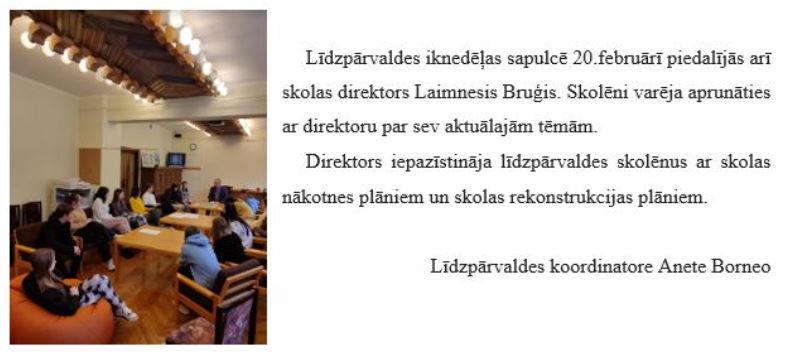 Līdzpārvaldes iknedēļas sapulcē 20.februārī piedalījās arī
skolas direktors Laimnesis Bruģis. Skolēni varēja aprunāties
ar direktoru par sev aktuālajām tēmām.
Direktors iepazīstināja līdzpārvaldes skolēnus ar skolas
nākotnes plāniem un skolas rekonstrukcijas plāniem.
Līdzpārvaldes koordinatore Anete Borneo